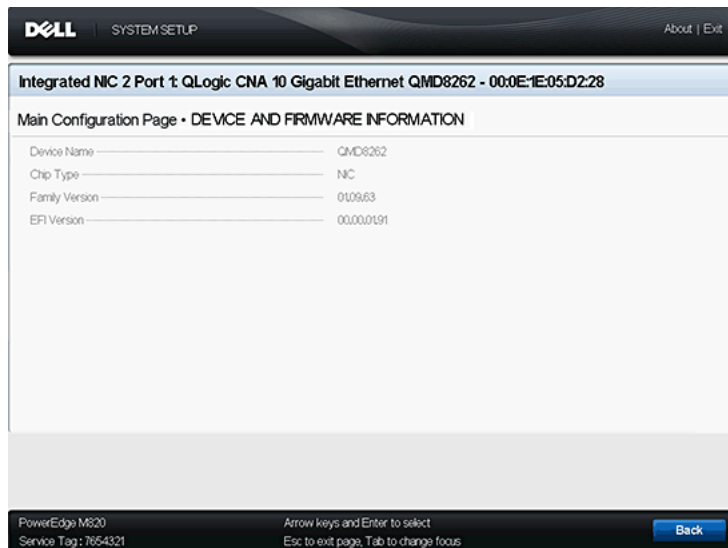 DELL SYSTEM SETUP About | Exit
Integrated NIC 2 Port 1: QLogic CNA 10 Gigabit Ethernet QMD8262 - 00:0E:1E:05:D2:28
Main Configuration Page • DEVICE AND FIRMWARE INFORMATION
Device Name QMD8262
Chip Type NIC
Family Version 01.09.63
EFI Version 00.00.01.91
PowerEdge M820 Arrow keys and Enter to select
Service Tag : 7654321 Esc to exit page, Tab to change focus
Back